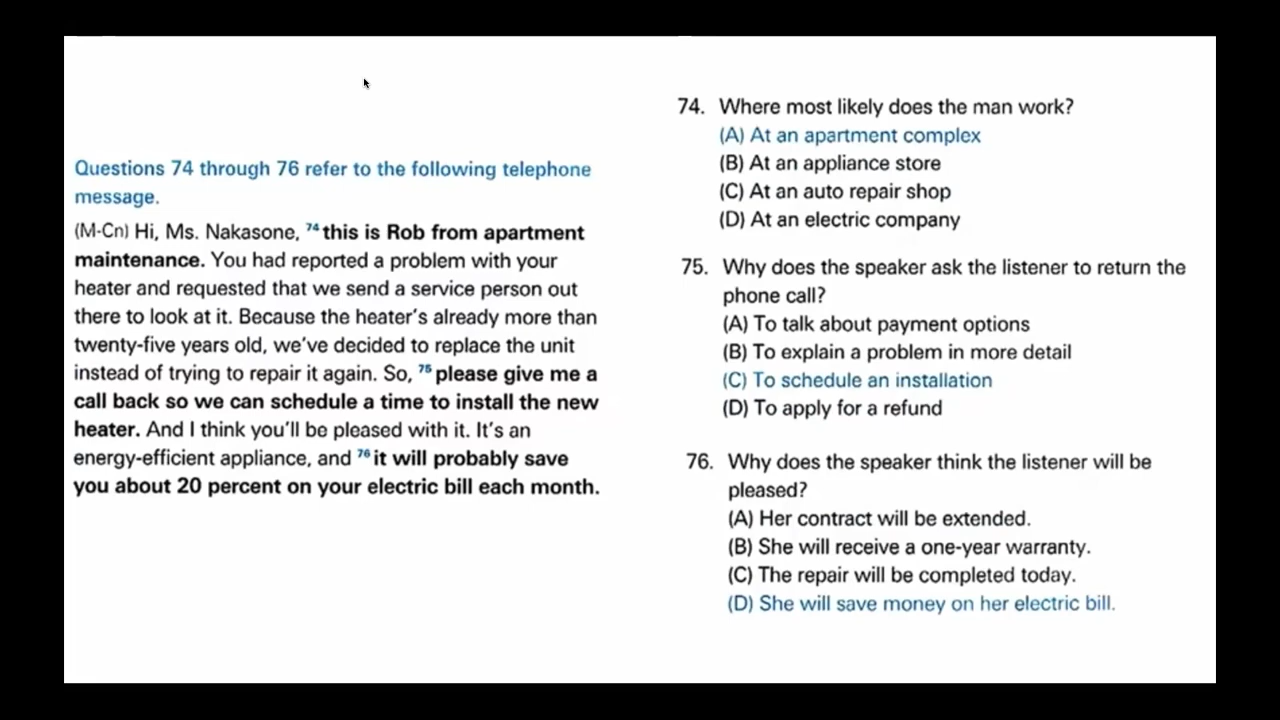 Questions 74 through 76 refer to the following telephone
message.
(M-Cn) Hi, Ms. Nakasone, 74 this is Rob from apartment
maintenance. You had reported a problem with your
heater and requested that we send a service person out
there to look at it. Because the heater's already more than
twenty-five years old, we've decided to replace the unit
instead of trying to repair it again. So, 75 please give me a
call back so we can schedule a time to install the new
heater. And I think you'll be pleased with it. It's an
energy-efficient appliance, and 76 it will probably save
you about 20 percent on your electric bill each month.
74. Where most likely does the man work?
(A) At an apartment complex
(B) At an appliance store
(C) At an auto repair shop
(D) At an electric company
75. Why does the speaker ask the listener to return the
phone call?
(A) To talk about payment options
(B) To explain a problem in more detail
(C) To schedule an installation
(D) To apply for a refund
76. Why does the speaker think the listener will be
pleased?
(A) Her contract will be extended.
(B) She will receive a one-year warranty.
(C) The repair will be completed today.
(D) She will save money on her electric bill.